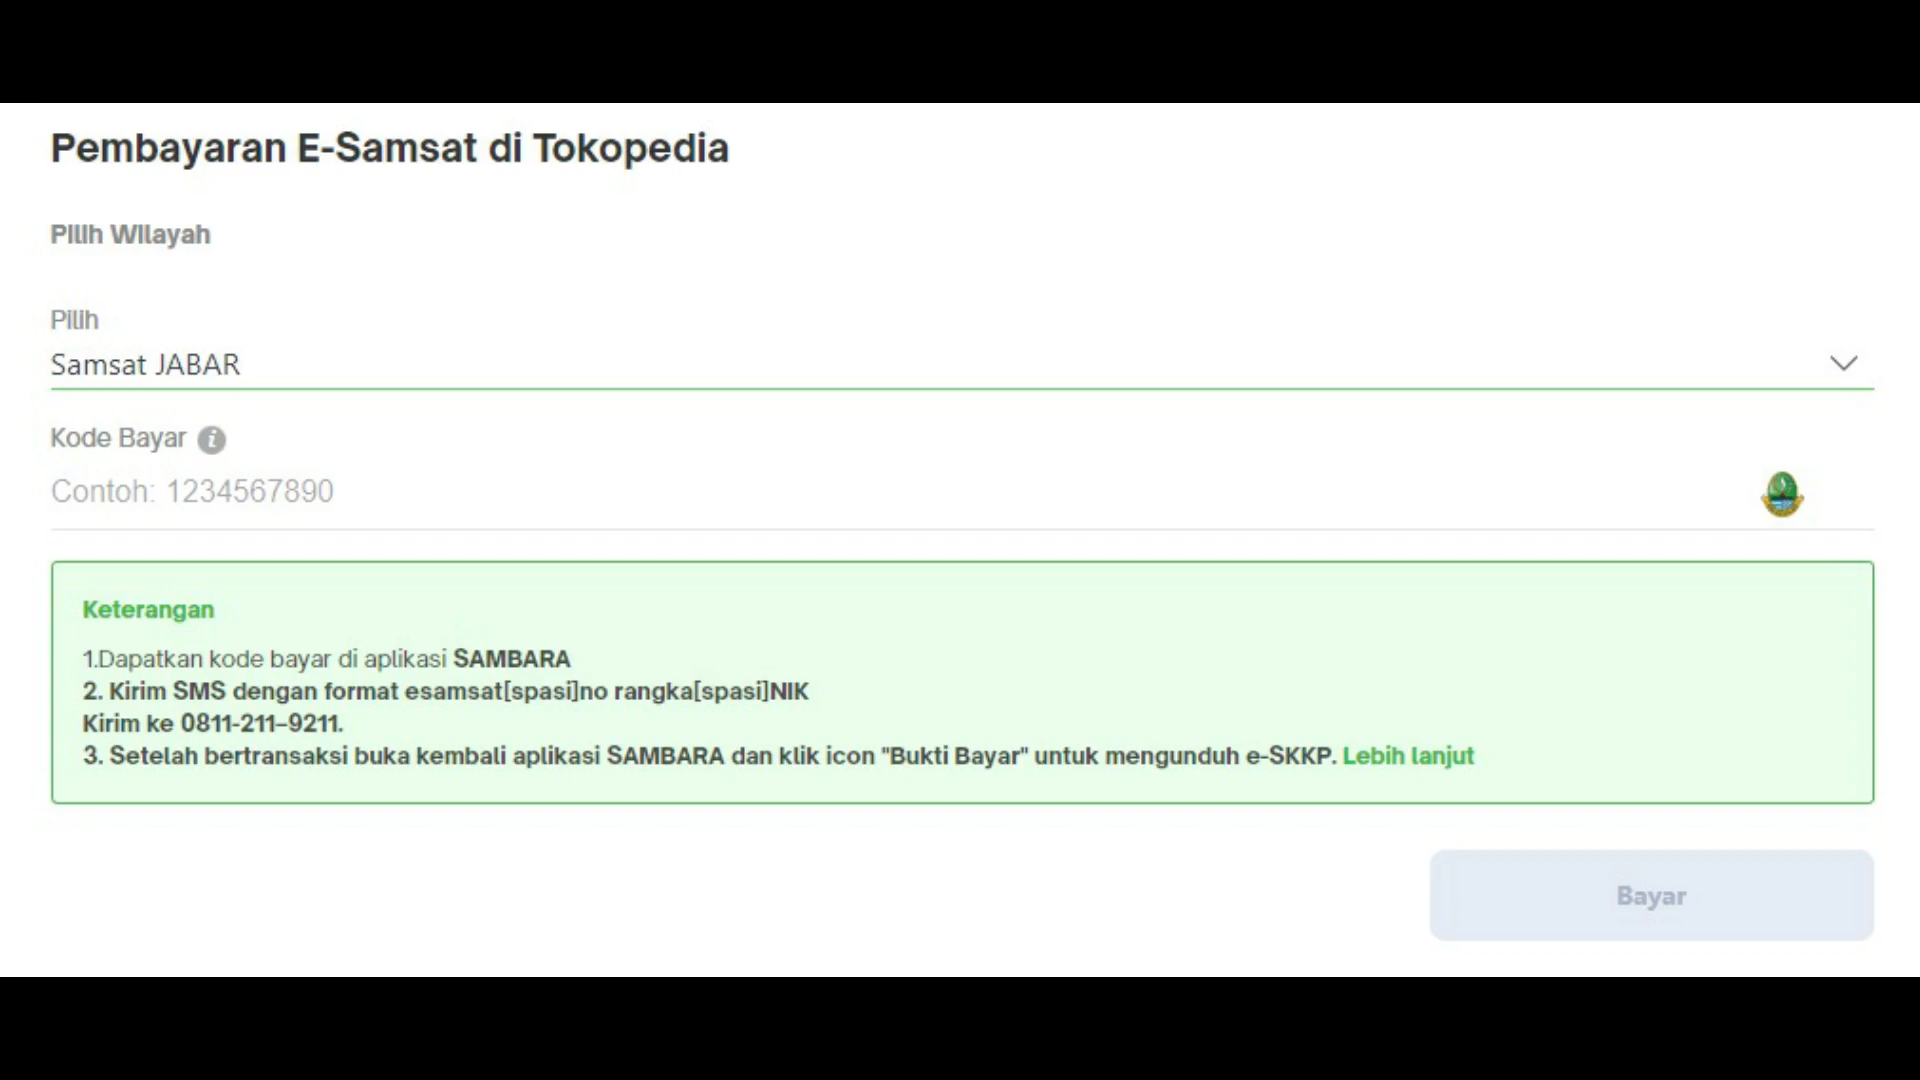 Pembayaran E-Samsat di Tokopedia
Pilih Wilayah
Pilih
Samsat JABAR
Kode Bayar
Contoh: 1234567890
Keterangan
1.Dapatkan kode bayar di aplikasi SAMBARA
2. Kirim SMS dengan format esamsat[spasi]no rangka[spasi]NIK
Kirim ke 0811-211–9211.
3. Setelah bertransaksi buka kembali aplikasi SAMBARA dan klik icon "Bukti Bayar" untuk mengunduh e-SKKP. Lebih lanjut
Bayar